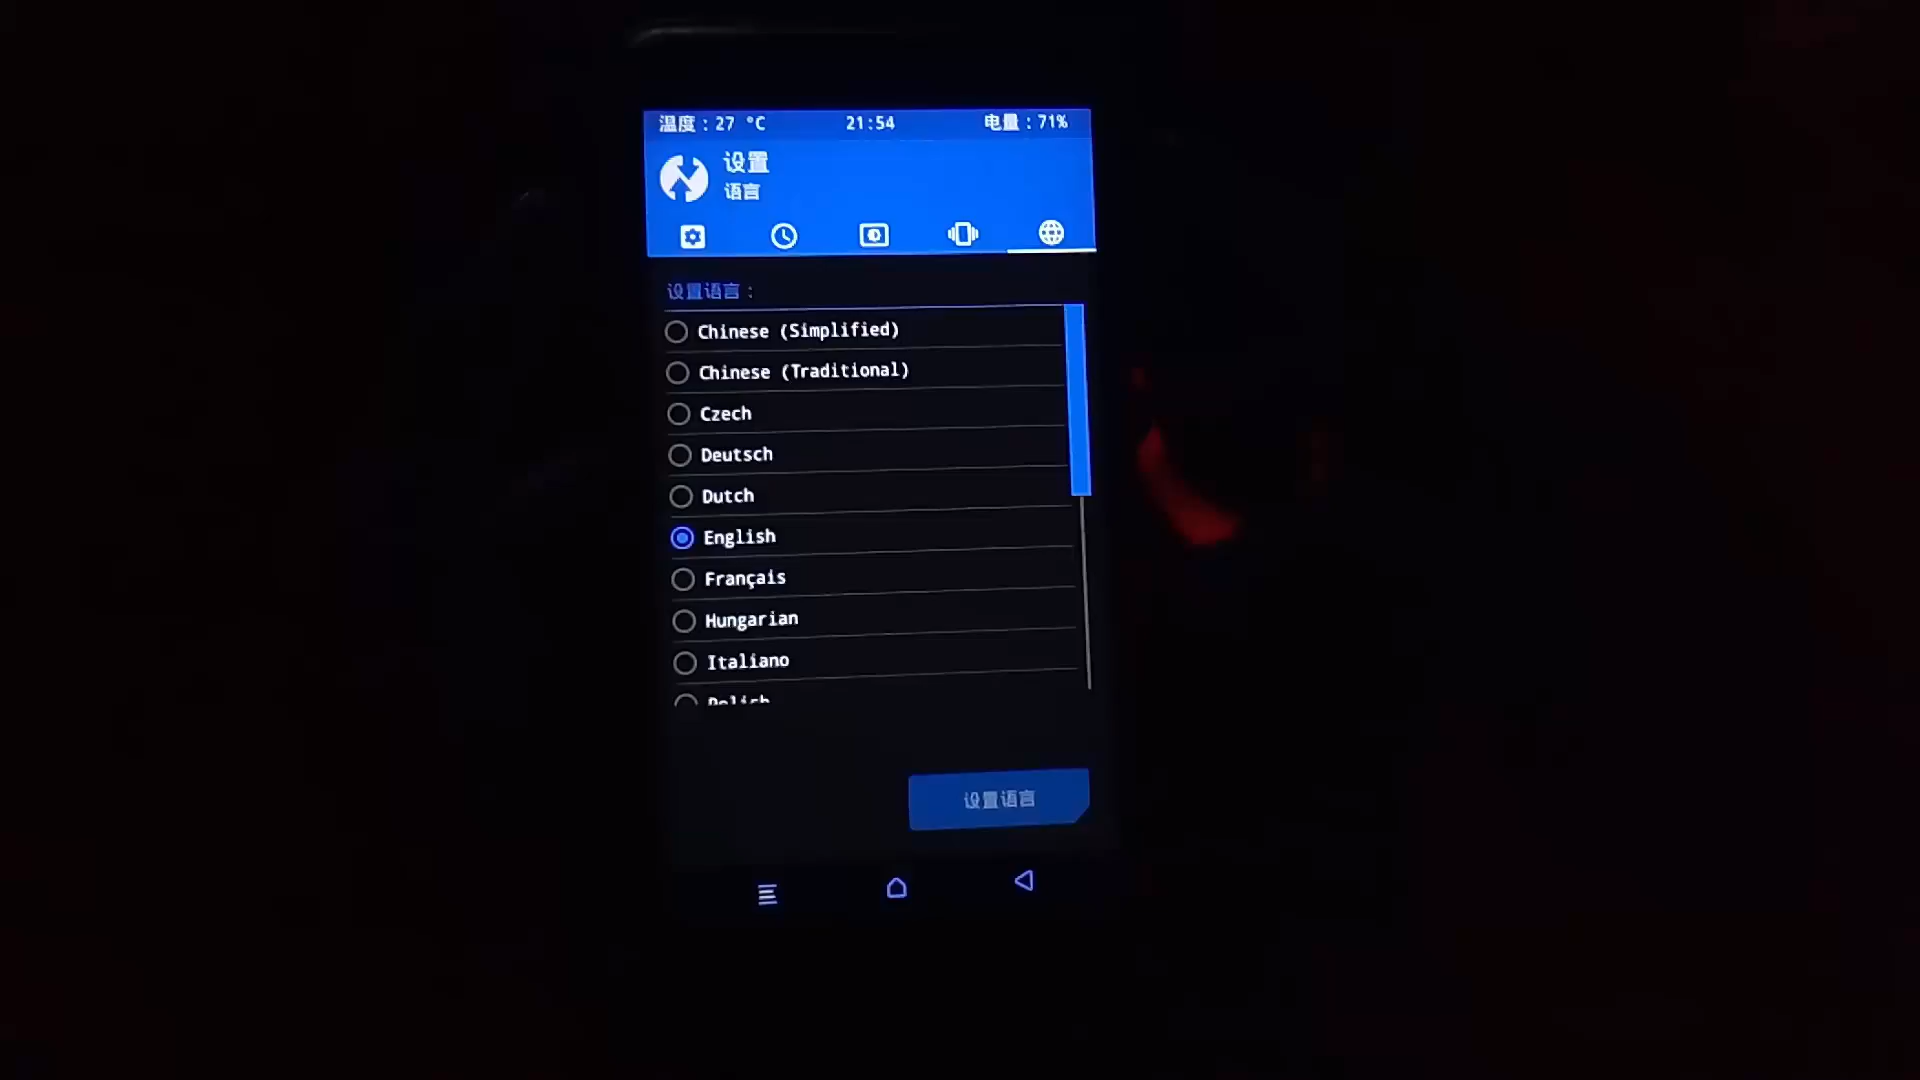 温度：27 °C 21:54 电量：71%
设置
语言
设置语言：
Chinese (Simplified)
Chinese (Traditional)
Czech
Deutsch
Dutch
English
Français
Hungarian
Italiano
Polish
设置语言